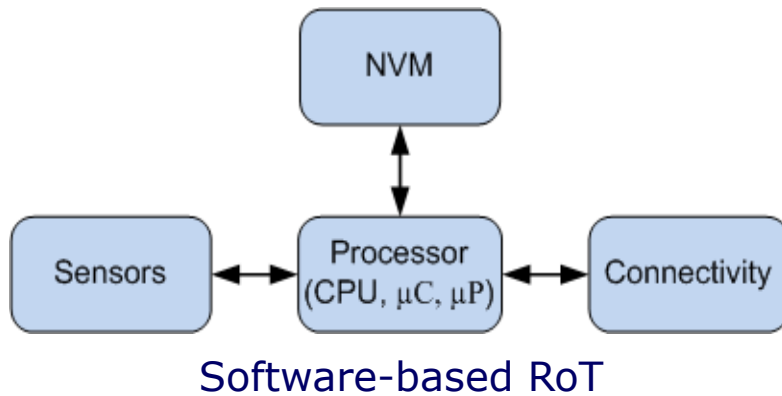 NVM
Sensors
Processor
(CPU, μC, μP)
Connectivity
Software-based RoT